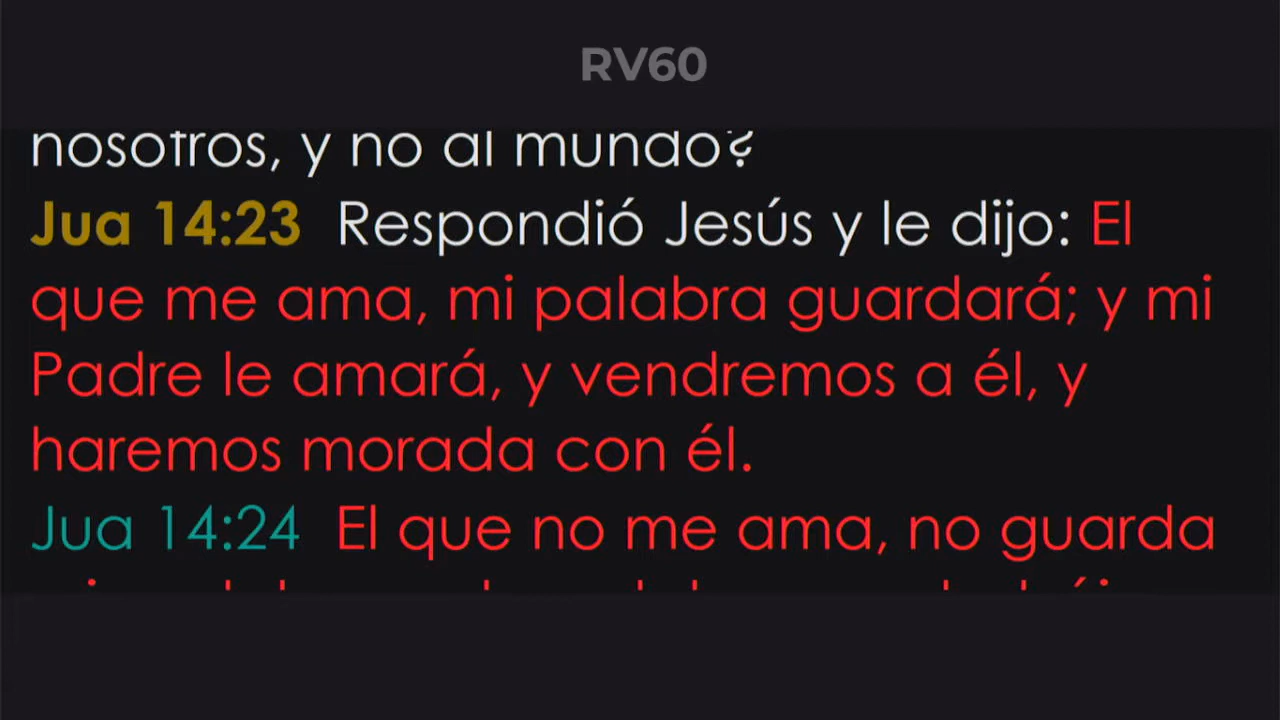 RV60
nosotros, y no al mundo?
Jua 14:23 Respondió Jesús y le dijo: El
que me ama, mi palabra guardará; y mi
Padre le amará, y vendremos a él, y
haremos morada con él.
Jua 14:24 El que no me ama, no guarda